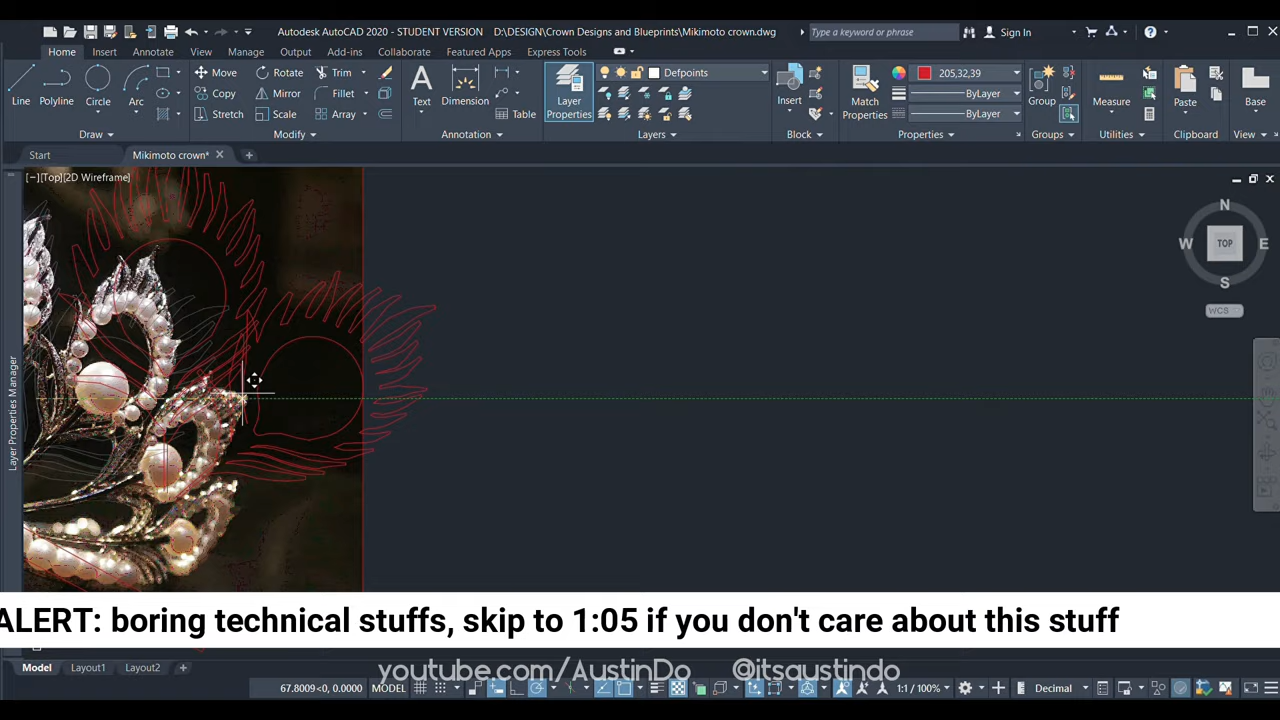 Autodesk AutoCAD 2020 - STUDENT VERSION D:\DESIGN\Crown Designs and Blueprints\Mikimoto crown.dwg
Type a keyword or phrase
Sign In
Home Insert Annotate View Manage Output Add-ins Collaborate Featured Apps Express Tools
Line Polyline Circle Arc
Move Rotate Trim
Copy Mirror Fillet
Stretch Scale Array
Text Dimension Table
Layer Properties
Defpoints
Insert
Match Properties
205,32,39
ByLayer
ByLayer
Group
Measure
Paste
Base
Draw Modify Annotation Layers Block Properties Groups Utilities Clipboard View
Start Mikimoto crown*
[−][Top][2D Wireframe]
N
W TOP E
S
WCS
Layer Properties Manager
ALERT: boring technical stuffs, skip to 1:05 if you don't care about this stuff
Model Layout1 Layout2
youtube.com/AustinDo @itsaustindo
67.8009<0, 0.0000 MODEL 1:1 / 100% Decimal